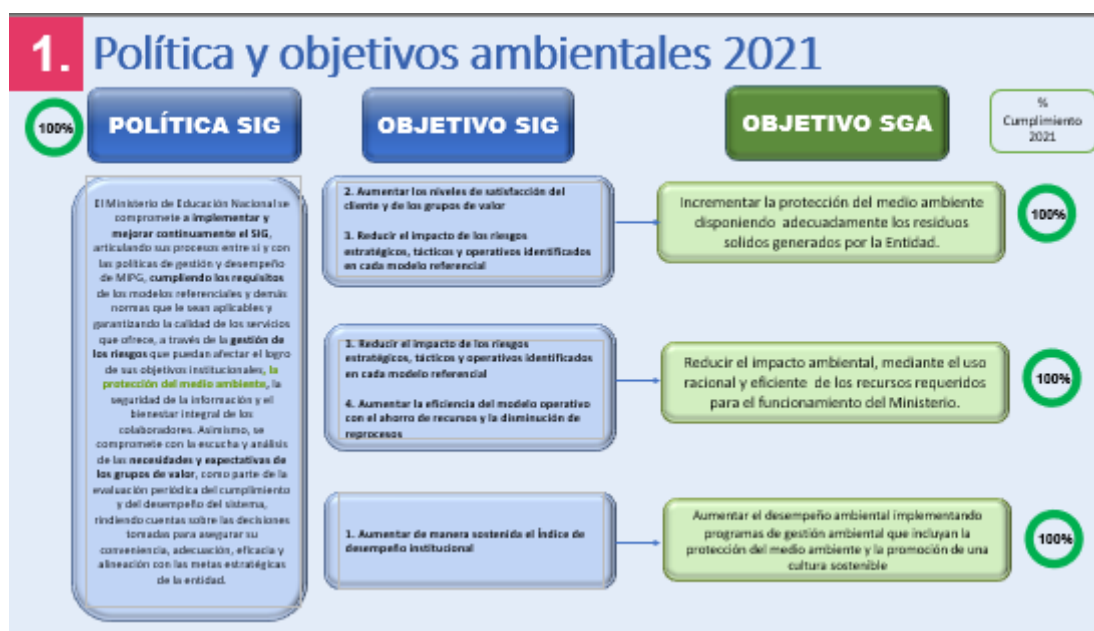 1. Política y objetivos ambientales 2021
100%
POLÍTICA SIG
OBJETIVO SIG
OBJETIVO SGA
%
Cumplimiento
2021
El Ministerio de Educación Nacional se
compromete a implementar y
mejorar continuamente el SIG,
articulando sus procesos entre sí y con
las políticas de gestión y desempeño
de MIPG, cumpliendo los requisitos
de los modelos referenciales y demás
normas que le sean aplicables y
garantizando la calidad de los servicios
que ofrece, a través de la gestión de
los riesgos que puedan afectar el logro
de sus objetivos institucionales, la
protección del medio ambiente, la
seguridad de la información y el
bienestar integral de los
colaboradores. Asimismo, se
compromete con la escucha y análisis
de las necesidades y expectativas de
los grupos de valor, como parte de la
evaluación periódica del cumplimiento
y del desempeño del sistema,
rindiendo cuentas sobre las decisiones
tomadas para asegurar su
conveniencia, adecuación, eficacia y
alineación con las metas estratégicas
de la entidad.
2. Aumentar los niveles de satisfacción del
cliente y de los grupos de valor
3. Reducir el impacto de los riesgos
estratégicos, tácticos y operativos identificados
en cada modelo referencial
Incrementar la protección del medio ambiente
disponiendo adecuadamente los residuos
solidos generados por la Entidad.
100%
3. Reducir el impacto de los riesgos
estratégicos, tácticos y operativos identificados
en cada modelo referencial
4. Aumentar la eficiencia del modelo operativo
con el ahorro de recursos y la disminución de
reprocesos
Reducir el impacto ambiental, mediante el uso
racional y eficiente de los recursos requeridos
para el funcionamiento del Ministerio.
100%
1. Aumentar de manera sostenida el Índice de
desempeño institucional
Aumentar el desempeño ambiental implementando
programas de gestión ambiental que incluyan la
protección del medio ambiente y la promoción de una
cultura sostenible
100%